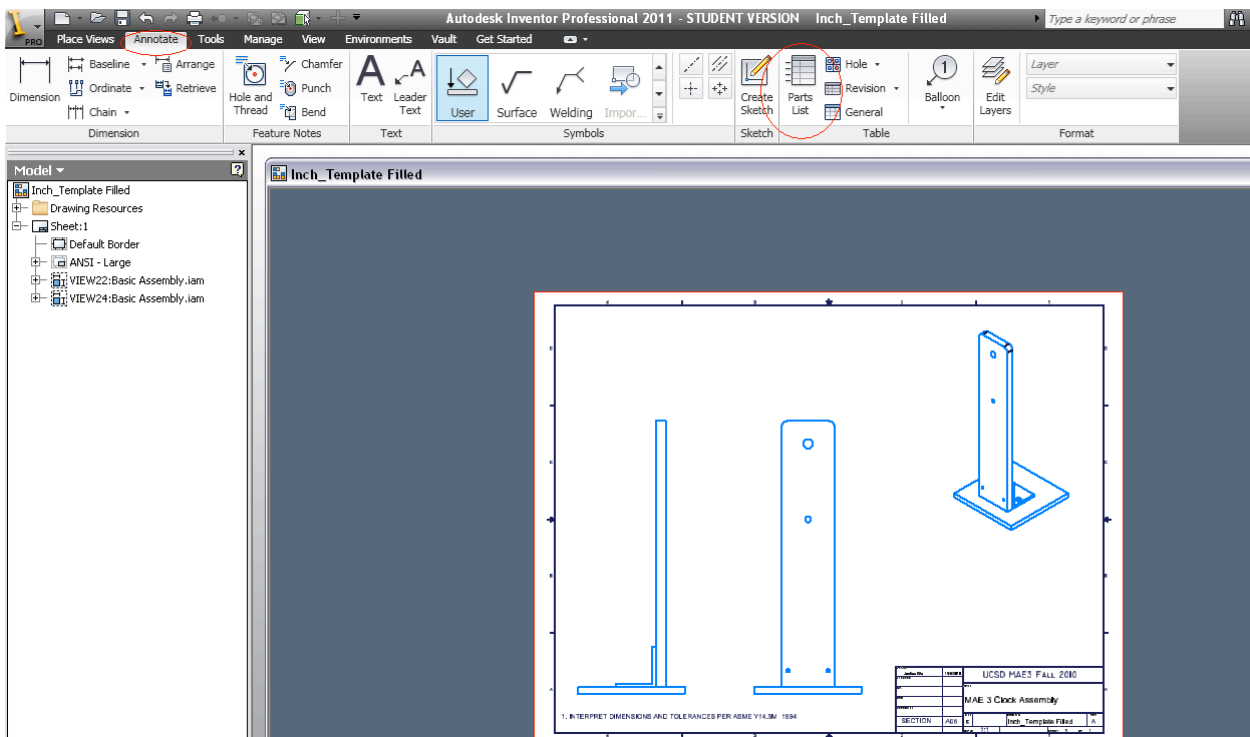 Autodesk Inventor Professional 2011 - STUDENT VERSION Inch_Template Filled
Type a keyword or phrase
PRO
Place Views Annotate Tools Manage View Environments Vault Get Started
Dimension
Baseline
Ordinate
Chain
Arrange
Retrieve
Dimension
Hole and
Thread
Chamfer
Punch
Bend
Feature Notes
A
Text
A
Leader
Text
Text
User
Surface
Welding
Impor...
Symbols
Create
Sketch
Sketch
Parts
List
Hole
Revision
General
Table
1
Balloon
Edit
Layers
Layer
Style
Format
Model
Inch_Template Filled
Drawing Resources
Sheet:1
Default Border
ANSI - Large
VIEW22:Basic Assembly.iam
VIEW24:Basic Assembly.iam
Inch_Template Filled
UCSD MAE3 FALL 2010
MAE 3 Clock Assembly
SECTION A06
Inch_Template Filled A
1:1
1. INTERPRET DIMENSIONS AND TOLERANCES PER ASME Y14.5M 1994